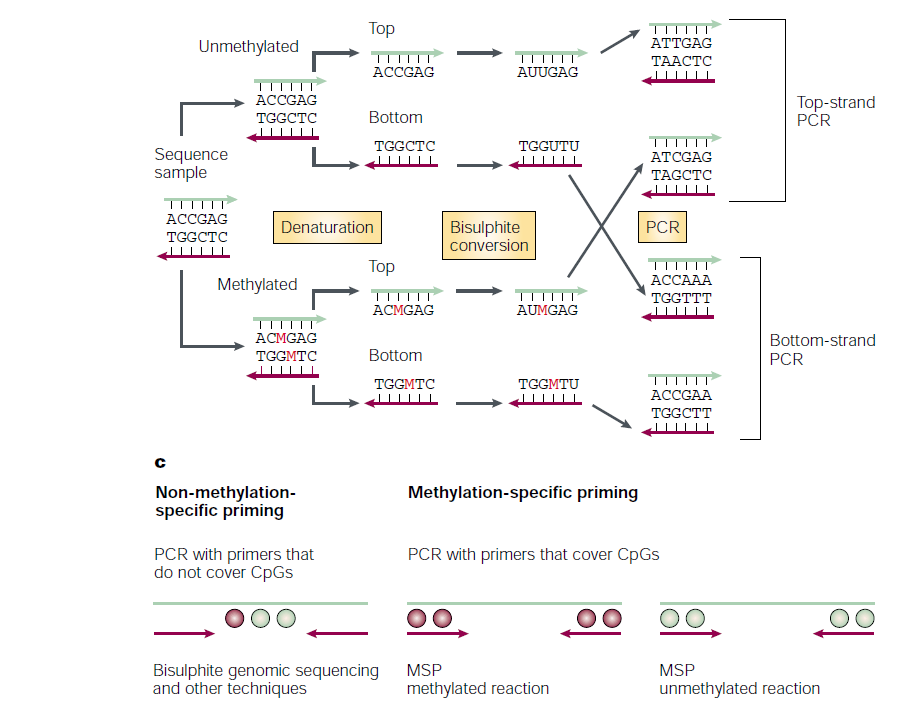 Top
Unmethylated
ACCGAG
AUUGAG
ATTGAG
TAACTC
ACCGAG
TGGCTC
Bottom
TGGCTC
TGGUTU
Top-strand
PCR
Sequence
sample
ATCGAG
TAGCTC
ACCGAG
TGGCTC
Denaturation
Bisulphite
conversion
PCR
Top
Methylated
ACMGAG
AUMGAG
ACCAAA
TGGTTT
ACMGAG
TGGMTC
Bottom
TGGMTC
TGGMTU
Bottom-strand
PCR
ACCGAA
TGGCTT
c
Non-methylation-
specific priming
Methylation-specific priming
PCR with primers that
do not cover CpGs
PCR with primers that cover CpGs
Bisulphite genomic sequencing
and other techniques
MSP
methylated reaction
MSP
unmethylated reaction